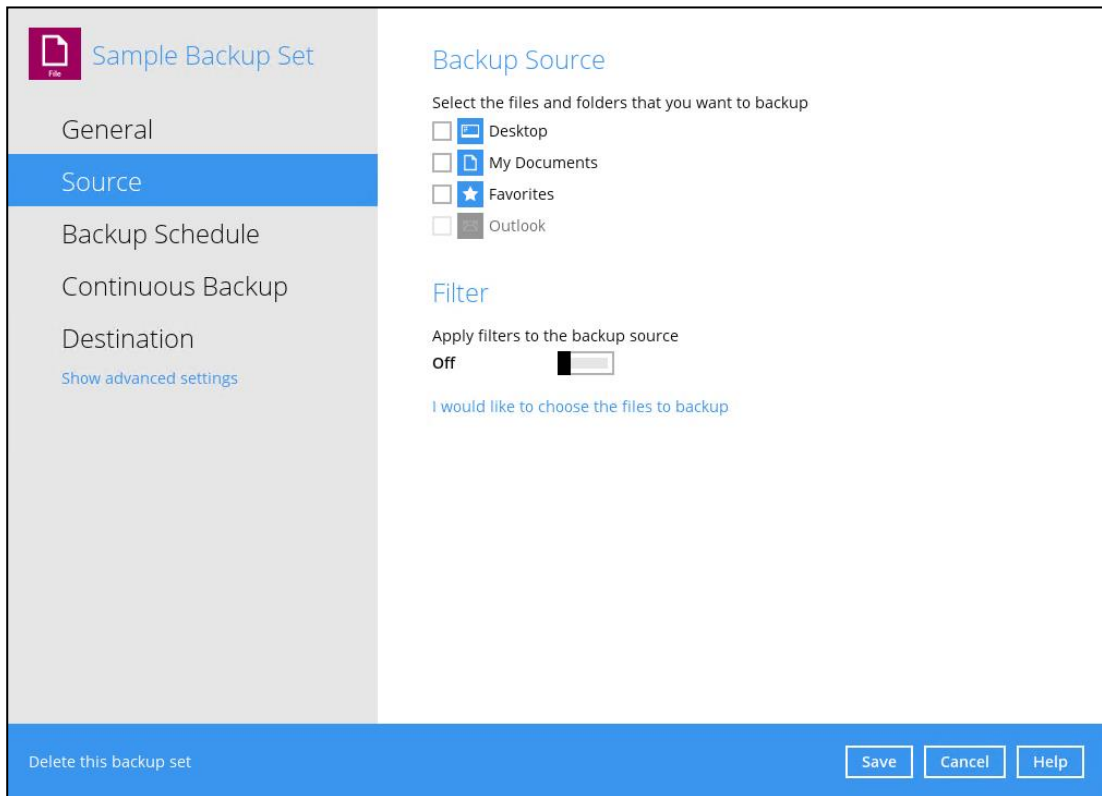 File
Sample Backup Set
General
Source
Backup Schedule
Continuous Backup
Destination
Show advanced settings
Backup Source
Select the files and folders that you want to backup
Desktop
My Documents
Favorites
Outlook
Filter
Apply filters to the backup source
Off
I would like to choose the files to backup
Delete this backup set
Save
Cancel
Help